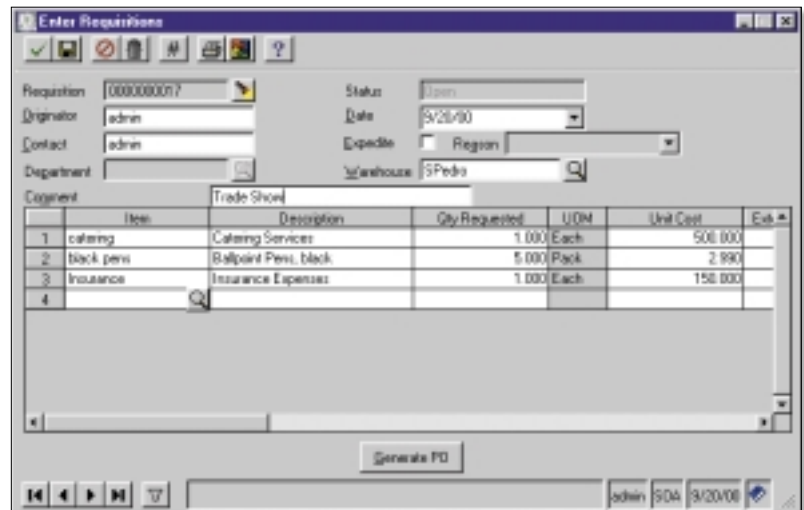 Enter Requisitions
# ?
Requisition 0000000017 Status Open
Originator admin Date 9/20/00
Contact admin Expedite Region
Department Warehouse SPedro
Comment Trade Show
Item Description Qty Requested UOM Unit Cost
1 catering Catering Services 1.000 Each 500.000
2 black pens Ballpoint Pens, black 5.000 Pack 2.990
3 Insurance Insurance Expenses 1.000 Each 150.000
4
Generate PO
admin SOA 9/20/00